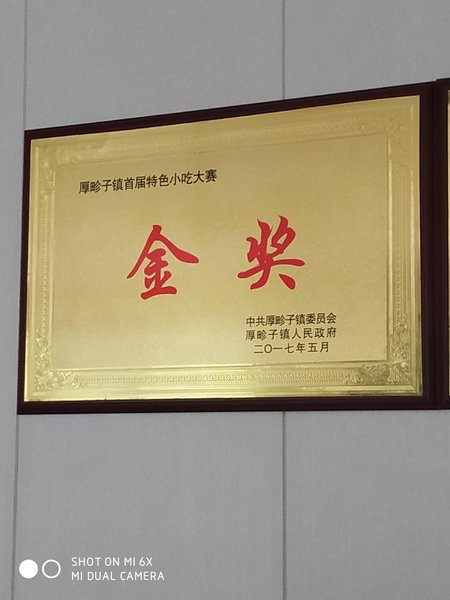 厚畛子镇首届特色小吃大赛
金奖
中共厚畛子镇委员会
厚畛子镇人民政府
二〇一七年五月
SHOT ON MI 6X
MI DUAL CAMERA